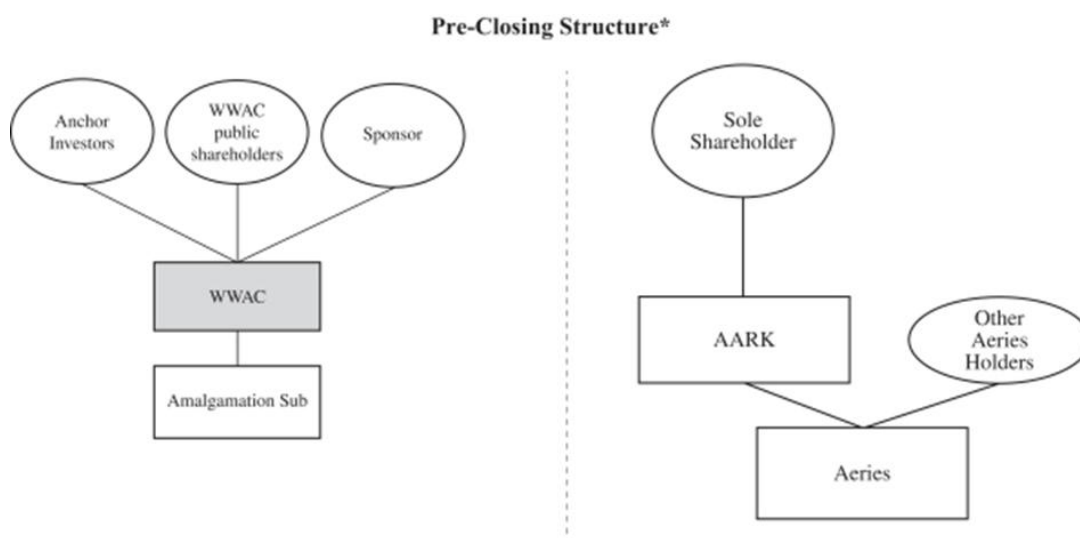 Pre-Closing Structure*
Anchor
Investors
WWAC
public
shareholders
Sponsor
WWAC
Amalgamation Sub
Sole
Shareholder
AARK
Other
Aeries
Holders
Aeries